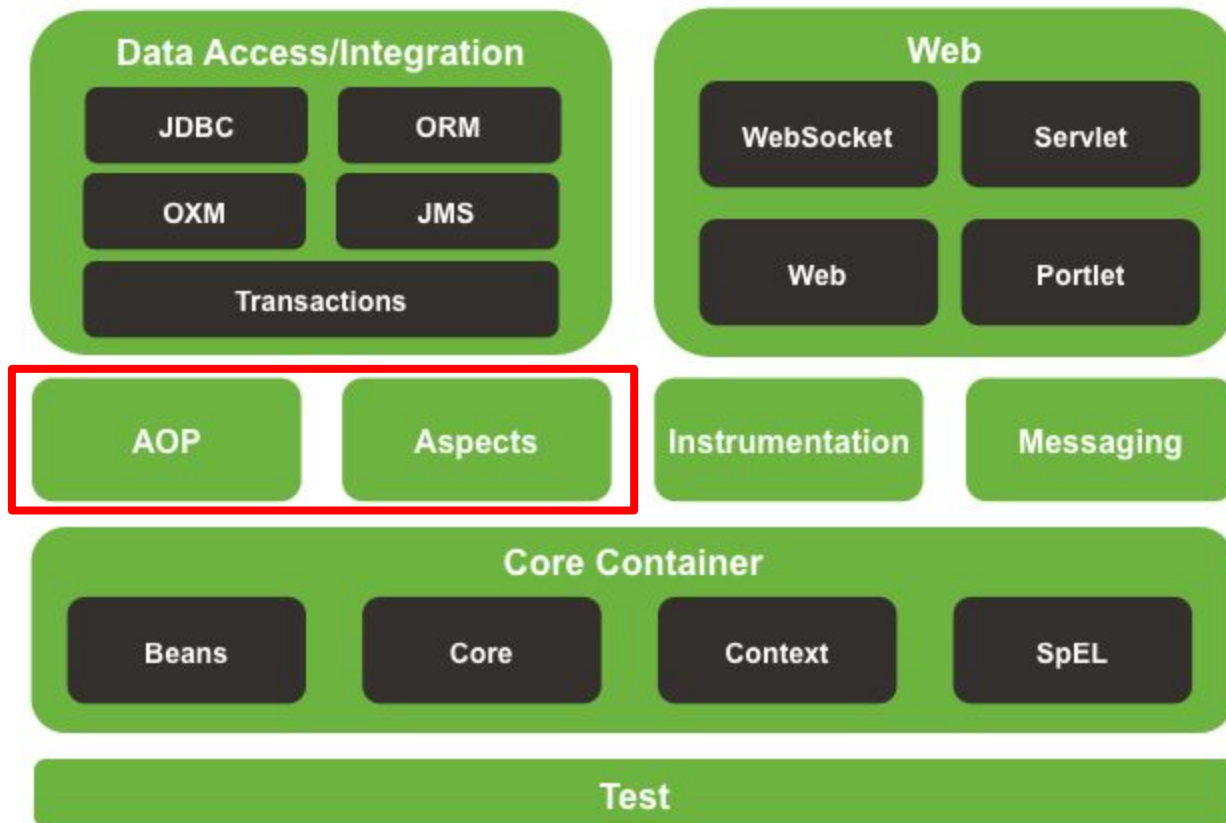 Data Access/Integration
JDBC
ORM
OXM
JMS
Transactions
Web
WebSocket
Servlet
Web
Portlet
AOP
Aspects
Instrumentation
Messaging
Core Container
Beans
Core
Context
SpEL
Test